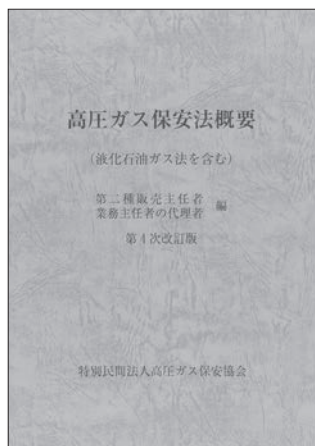 高圧ガス保安法概要
（液化石油ガス法を含む）
第二種販売主任者
業務主任者の代理者 編
第4次改訂版
特別民間法人高圧ガス保安協会